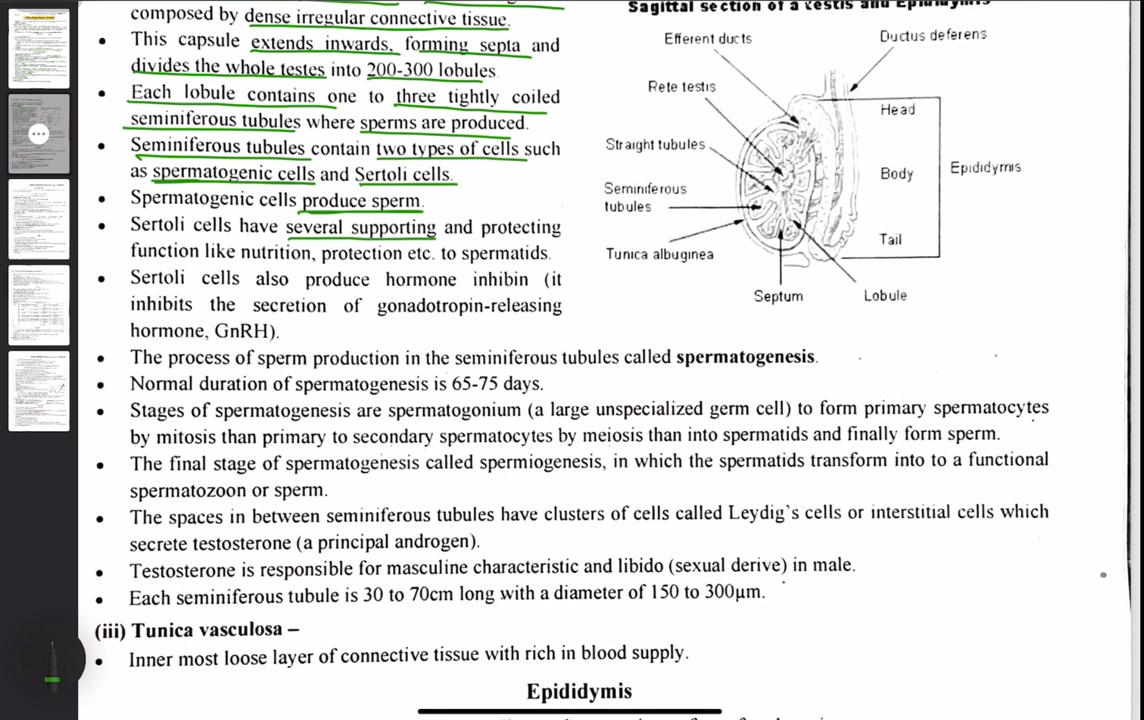 composed by dense irregular connective tissue.
• This capsule extends inwards, forming septa and
divides the whole testes into 200-300 lobules.
• Each lobule contains one to three tightly coiled
seminiferous tubules where sperms are produced.
• Seminiferous tubules contain two types of cells such
as spermatogenic cells and Sertoli cells.
• Spermatogenic cells produce sperm.
• Sertoli cells have several supporting and protecting
function like nutrition, protection etc. to spermatids.
• Sertoli cells also produce hormone inhibin (it
inhibits the secretion of gonadotropin-releasing
hormone, GnRH).
Sagittal section of a testis and Epididymis
Efferent ducts
Ductus deferens
Rete testis
Head
Straight tubules
Body
Epididymis
Seminiferous
tubules
Tail
Tunica albuginea
Septum
Lobule
• The process of sperm production in the seminiferous tubules called spermatogenesis.
• Normal duration of spermatogenesis is 65-75 days.
• Stages of spermatogenesis are spermatogonium (a large unspecialized germ cell) to form primary spermatocytes
by mitosis than primary to secondary spermatocytes by meiosis than into spermatids and finally form sperm.
• The final stage of spermatogenesis called spermiogenesis, in which the spermatids transform into to a functional
spermatozoon or sperm.
• The spaces in between seminiferous tubules have clusters of cells called Leydig's cells or interstitial cells which
secrete testosterone (a principal androgen).
• Testosterone is responsible for masculine characteristic and libido (sexual derive) in male.
• Each seminiferous tubule is 30 to 70cm long with a diameter of 150 to 300µm.
(iii) Tunica vasculosa –
• Inner most loose layer of connective tissue with rich in blood supply.
Epididymis